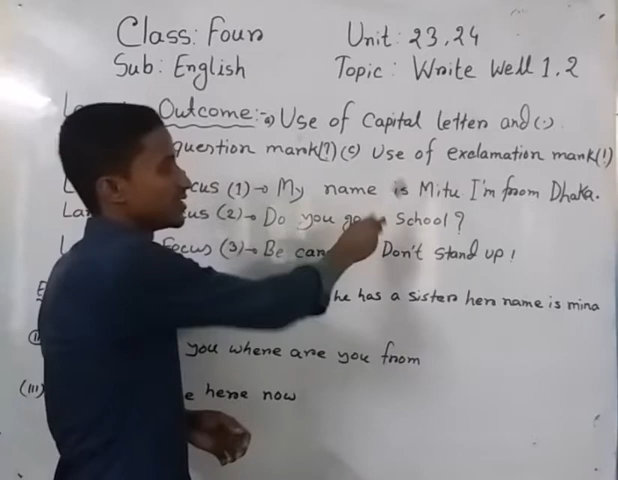 Class: Four
Unit: 23,24
Sub: English
Topic: Write Well 1.2
Outcome:- a) Use of Capital letter and (.)
question mark(?) (c) Use of exclamation mark(!)
cus (1)→ My name is Mitu I'm from Dhaka.
La us (2)→ Do you go School?
Focus (3)→ Be Don't stand up!
he has a sister her name is mina
you where are you from
(III) e here now